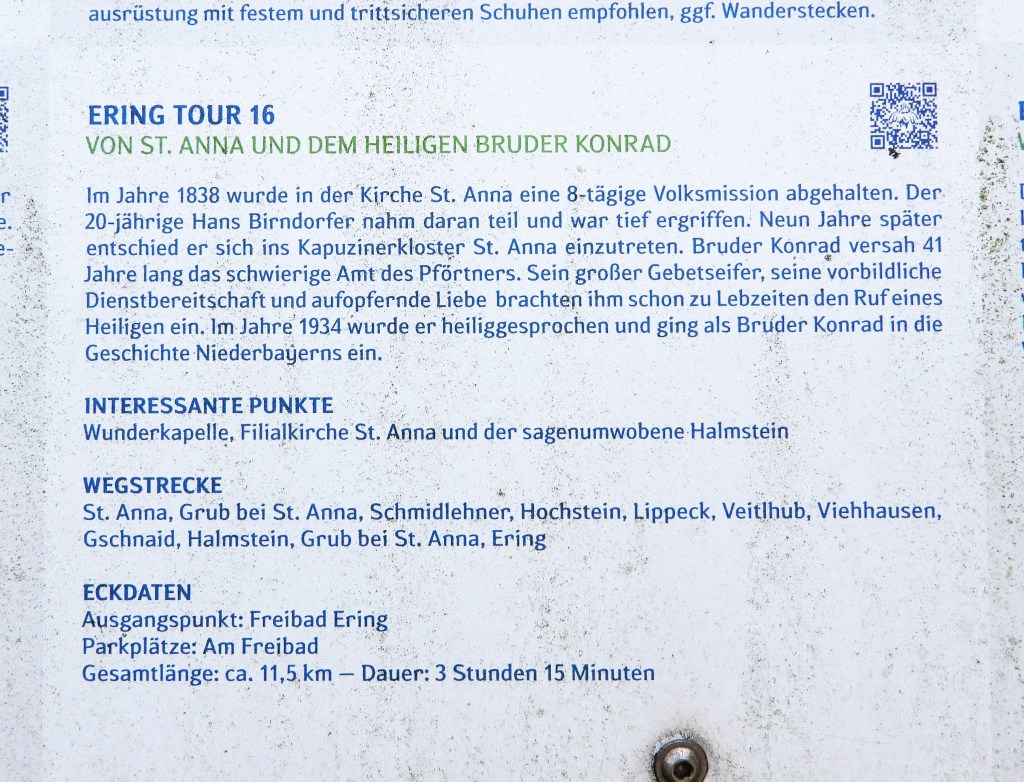 ausrüstung mit festem und trittsicheren Schuhen empfohlen, ggf. Wanderstecken.
ERING TOUR 16
VON ST. ANNA UND DEM HEILIGEN BRUDER KONRAD
Im Jahre 1838 wurde in der Kirche St. Anna eine 8-tägige Volksmission abgehalten. Der
20-jährige Hans Birndorfer nahm daran teil und war tief ergriffen. Neun Jahre später
entschied er sich ins Kapuzinerkloster St. Anna einzutreten. Bruder Konrad versah 41
Jahre lang das schwierige Amt des Pförtners. Sein großer Gebetseifer, seine vorbildliche
Dienstbereitschaft und aufopfernde Liebe brachten ihm schon zu Lebzeiten den Ruf eines
Heiligen ein. Im Jahre 1934 wurde er heiliggesprochen und ging als Bruder Konrad in die
Geschichte Niederbayerns ein.
INTERESSANTE PUNKTE
Wunderkapelle, Filialkirche St. Anna und der sagenumwobene Halmstein
WEGSTRECKE
St. Anna, Grub bei St. Anna, Schmidlehner, Hochstein, Lippeck, Veitlhub, Viehhausen,
Gschnaid, Halmstein, Grub bei St. Anna, Ering
ECKDATEN
Ausgangspunkt: Freibad Ering
Parkplätze: Am Freibad
Gesamtlänge: ca. 11,5 km – Dauer: 3 Stunden 15 Minuten